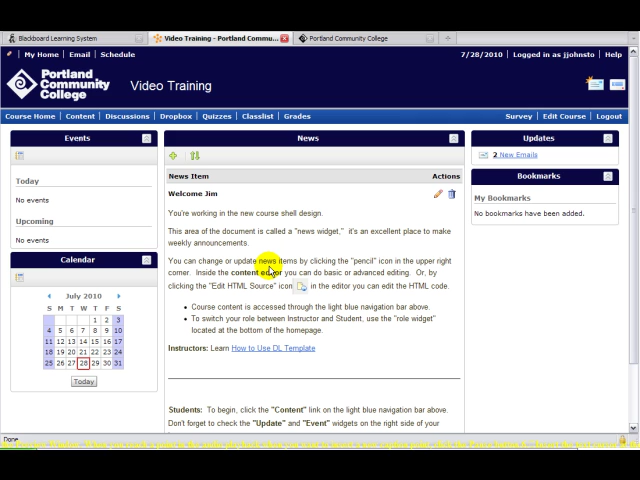 Blackboard Learning System
Video Training - Portland Commu...
Portland Community College
My Home Email Schedule
7/28/2010 Logged in as jjohnsto Help
Portland Community College
Video Training
Course Home Content Discussions Dropbox Quizzes Classlist Grades
Survey Edit Course Logout
Events
Today
No events
Upcoming
No events
Calendar
July 2010
S M T W T F S
1 2 3
4 5 6 7 8 9 10
11 12 13 14 15 16 17
18 19 20 21 22 23 24
25 26 27 28 29 30 31
Today
News
News Item Actions
Welcome Jim
You're working in the new course shell design.
This area of the document is called a "news widget," it's an excellent place to make
weekly announcements.
You can change or update news items by clicking the "pencil" icon in the upper right
corner. Inside the content editor you can do basic or advanced editing. Or, by
clicking the "Edit HTML Source" icon in the editor you can edit the HTML code.
• Course content is accessed through the light blue navigation bar above.
• To switch your role between Instructor and Student, use the "role widget"
located at the bottom of the homepage.
Instructors: Learn How to Use DL Template
Students: To begin, click the "Content" link on the light blue navigation bar above.
Don't forget to check the "Update" and "Event" widgets on the right side of your
Updates
2 New Emails
Bookmarks
My Bookmarks
No bookmarks have been added.
Done